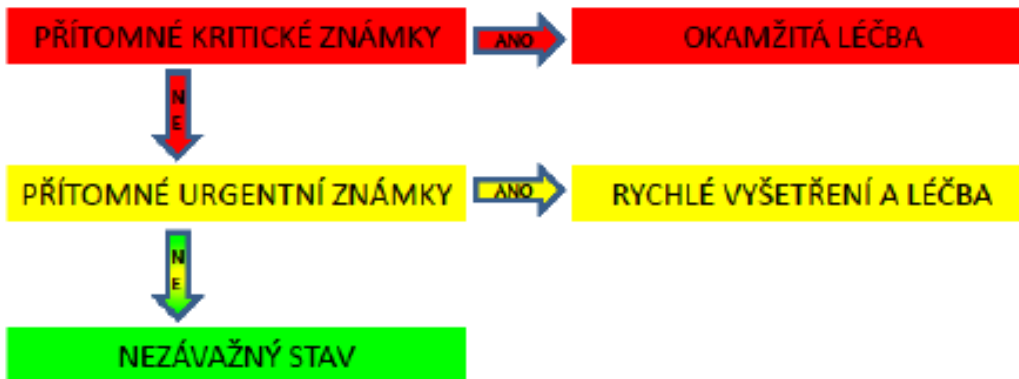 PŘÍTOMNÉ KRITICKÉ ZNÁMKY
ANO
OKAMŽITÁ LÉČBA
NE
PŘÍTOMNÉ URGENTNÍ ZNÁMKY
ANO
RYCHLÉ VYŠETŘENÍ A LÉČBA
NE
NEZÁVAŽNÝ STAV